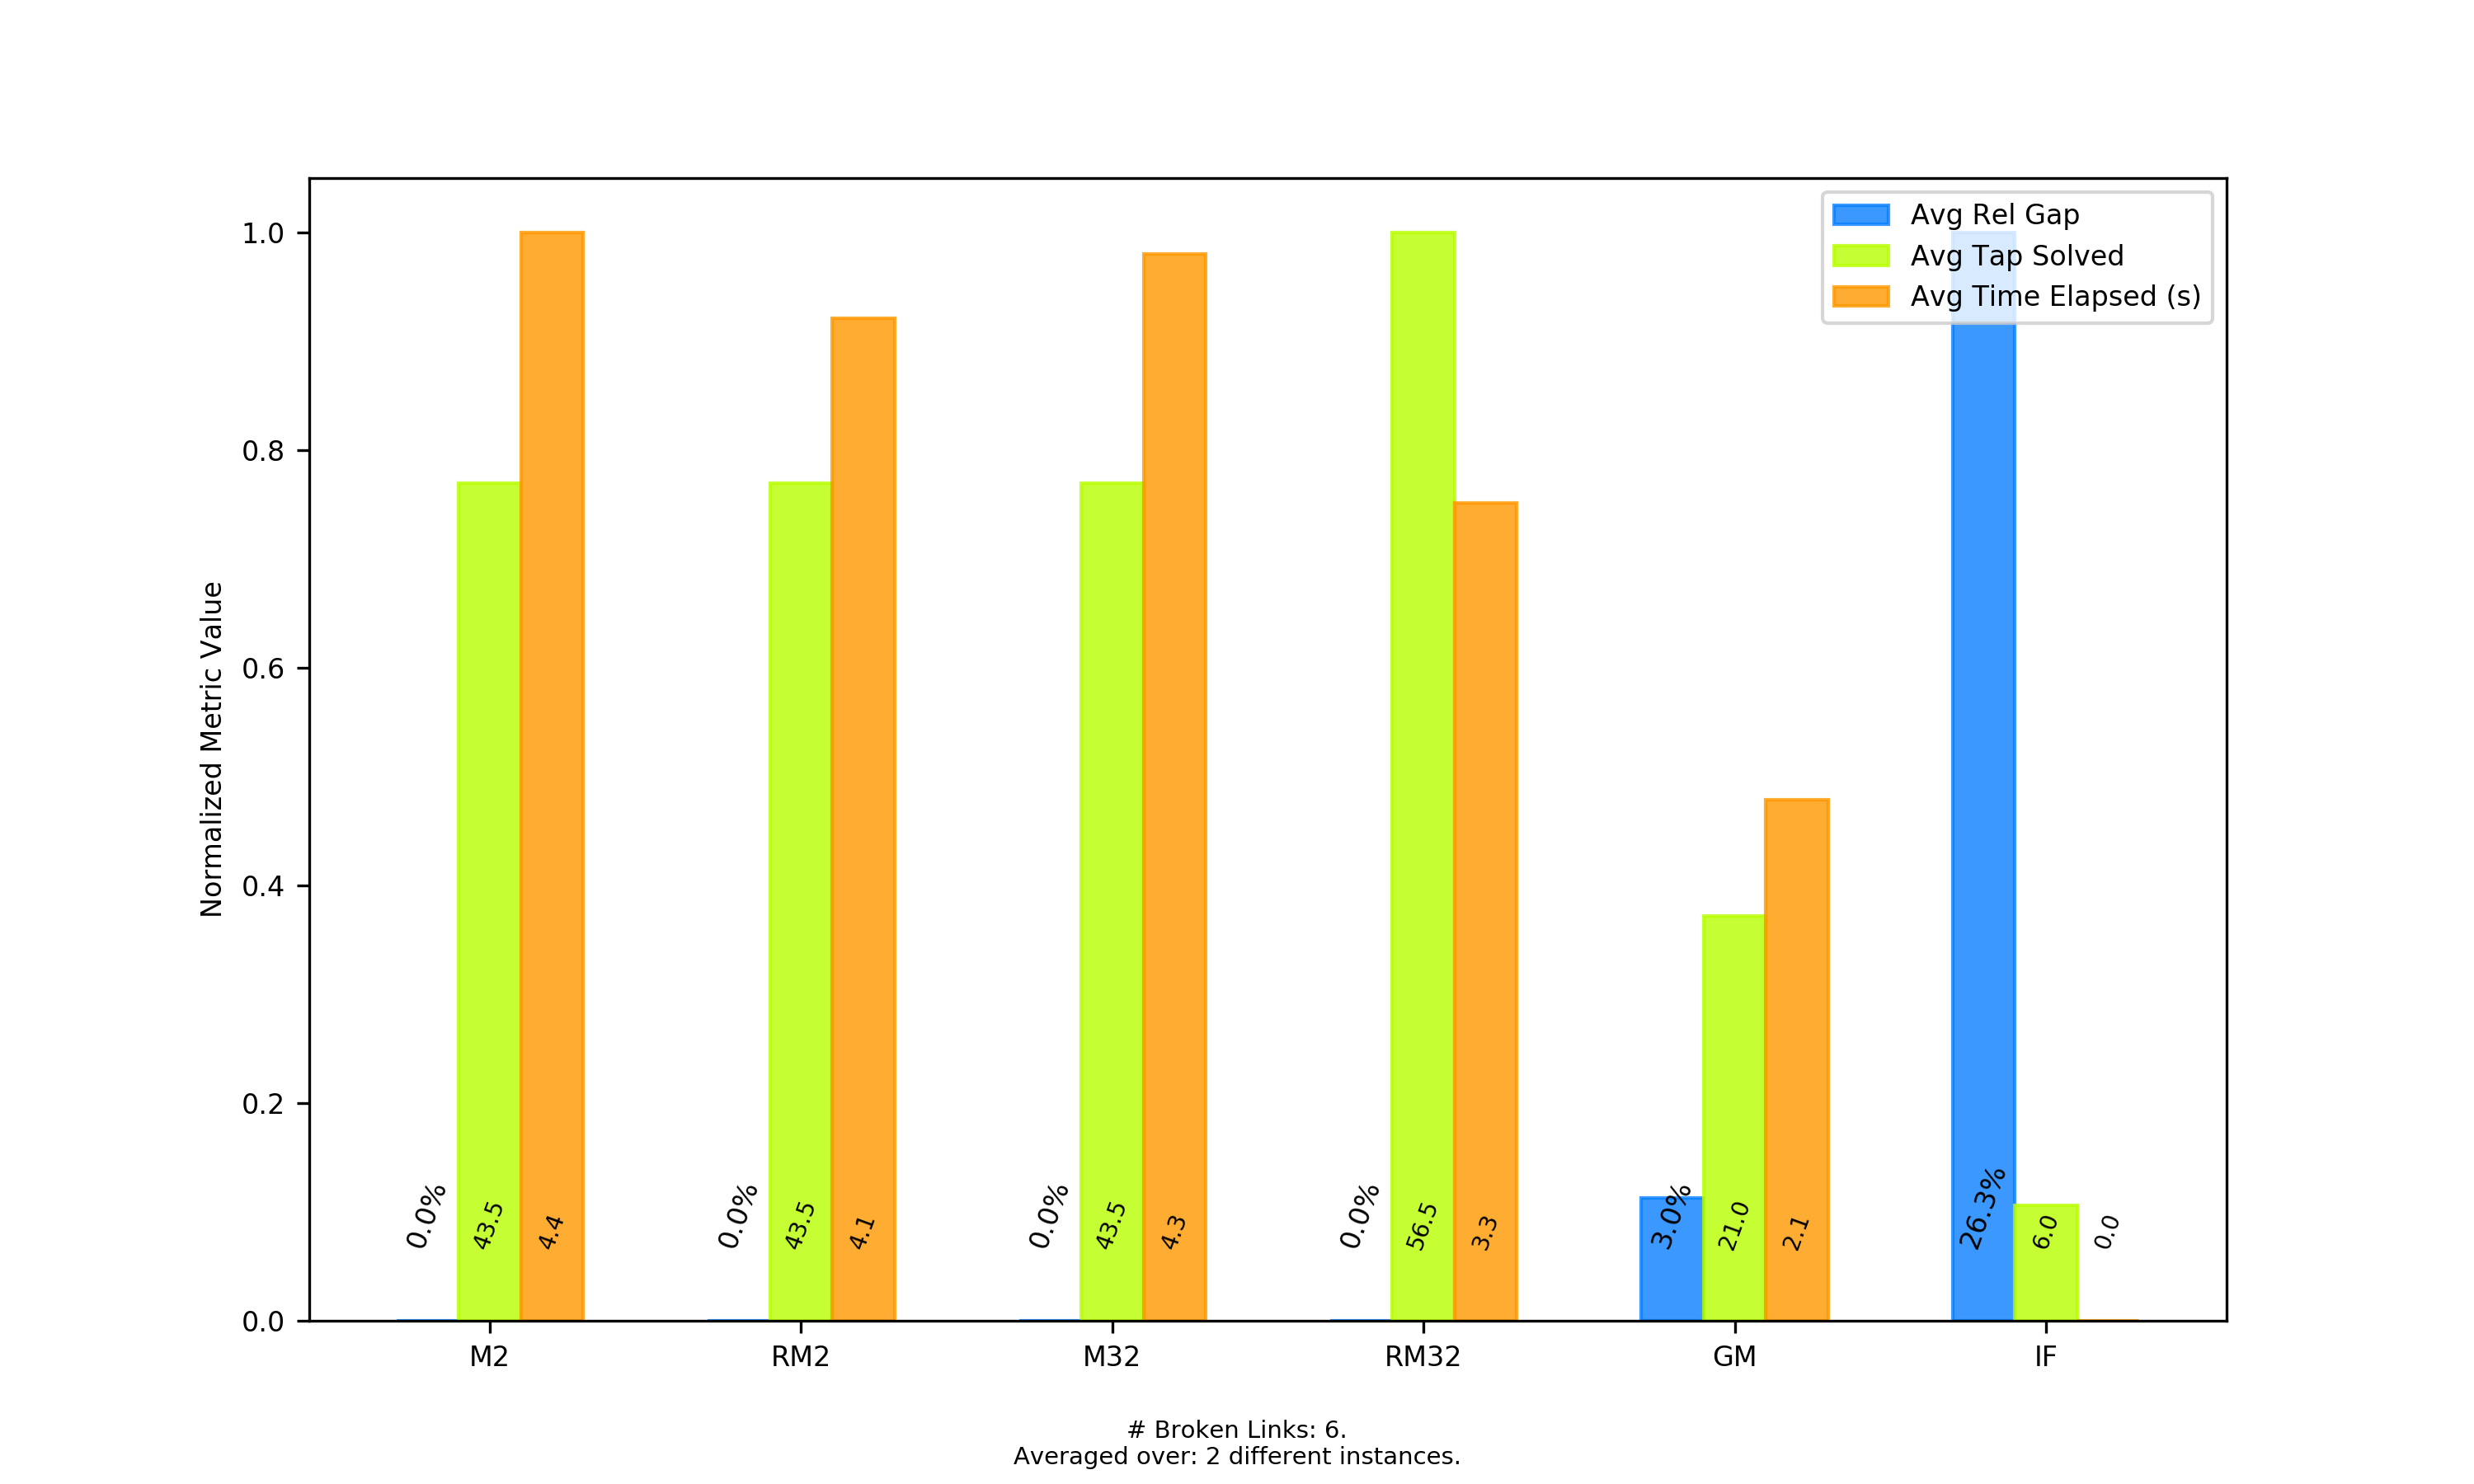 Avg Rel Gap
Avg Tap Solved
Avg Time Elapsed (s)
Normalized Metric Value
1.0
0.8
0.6
0.4
0.2
0.0
0.0% 43.5 4.4 0.0% 43.5 4.1 0.0% 43.5 4.3 0.0% 56.5 3.3 3.0% 21.0 2.1 26.3% 6.0 0.0
M2 RM2 M32 RM32 GM IF
# Broken Links: 6.
Averaged over: 2 different instances.